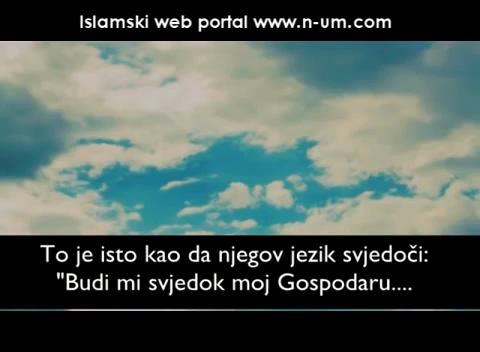 Islamski web portal www.n-um.com
To je isto kao da njegov jezik svjedoči:
"Budi mi svjedok moj Gospodaru....